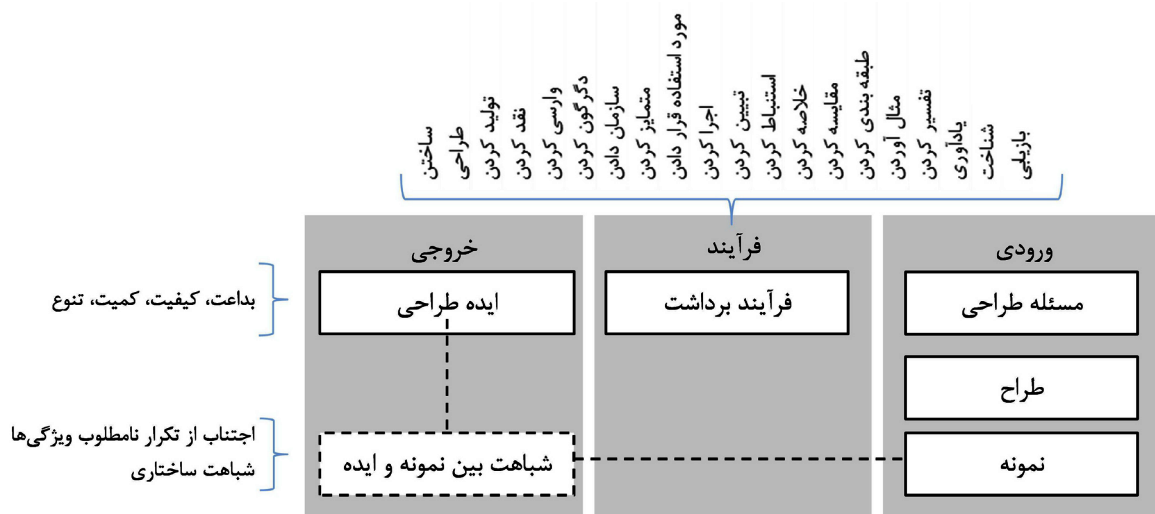 بازیابی
شناخت
یادآوری
تفسیر کردن
مثال آوردن
طبقه بندی کردن
مقایسه کردن
خلاصه کردن
استنباط کردن
تبیین کردن
اجرا کردن
مورد استفاده قرار دادن
متمایز کردن
سازمان دادن
دگرگون کردن
وارسی کردن
نقد کردن
تولید کردن
طراحی
ساختن
ورودی
مسئله طراحی
طراح
نمونه
فرآیند
فرآیند برداشت
خروجی
ایده طراحی
شباهت بین نمونه و ایده
بداعت، کیفیت، کمیت، تنوع
اجتناب از تکرار نامطلوب ویژگی‌ها
شباهت ساختاری